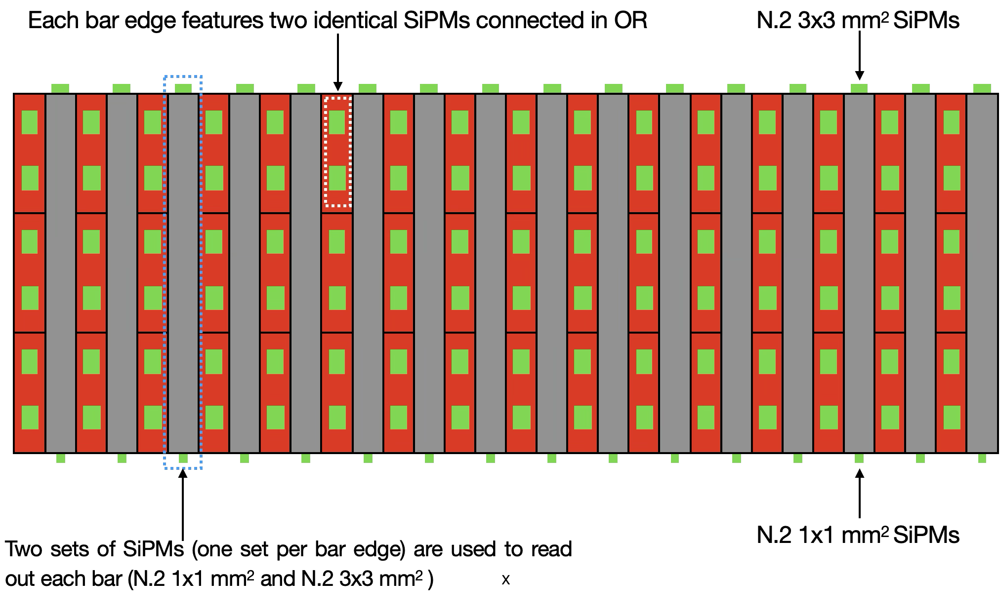 Each bar edge features two identical SiPMs connected in OR
N.2 3x3 mm² SiPMs
N.2 1x1 mm² SiPMs
Two sets of SiPMs (one set per bar edge) are used to read
out each bar (N.2 1x1 mm² and N.2 3x3 mm² )
x